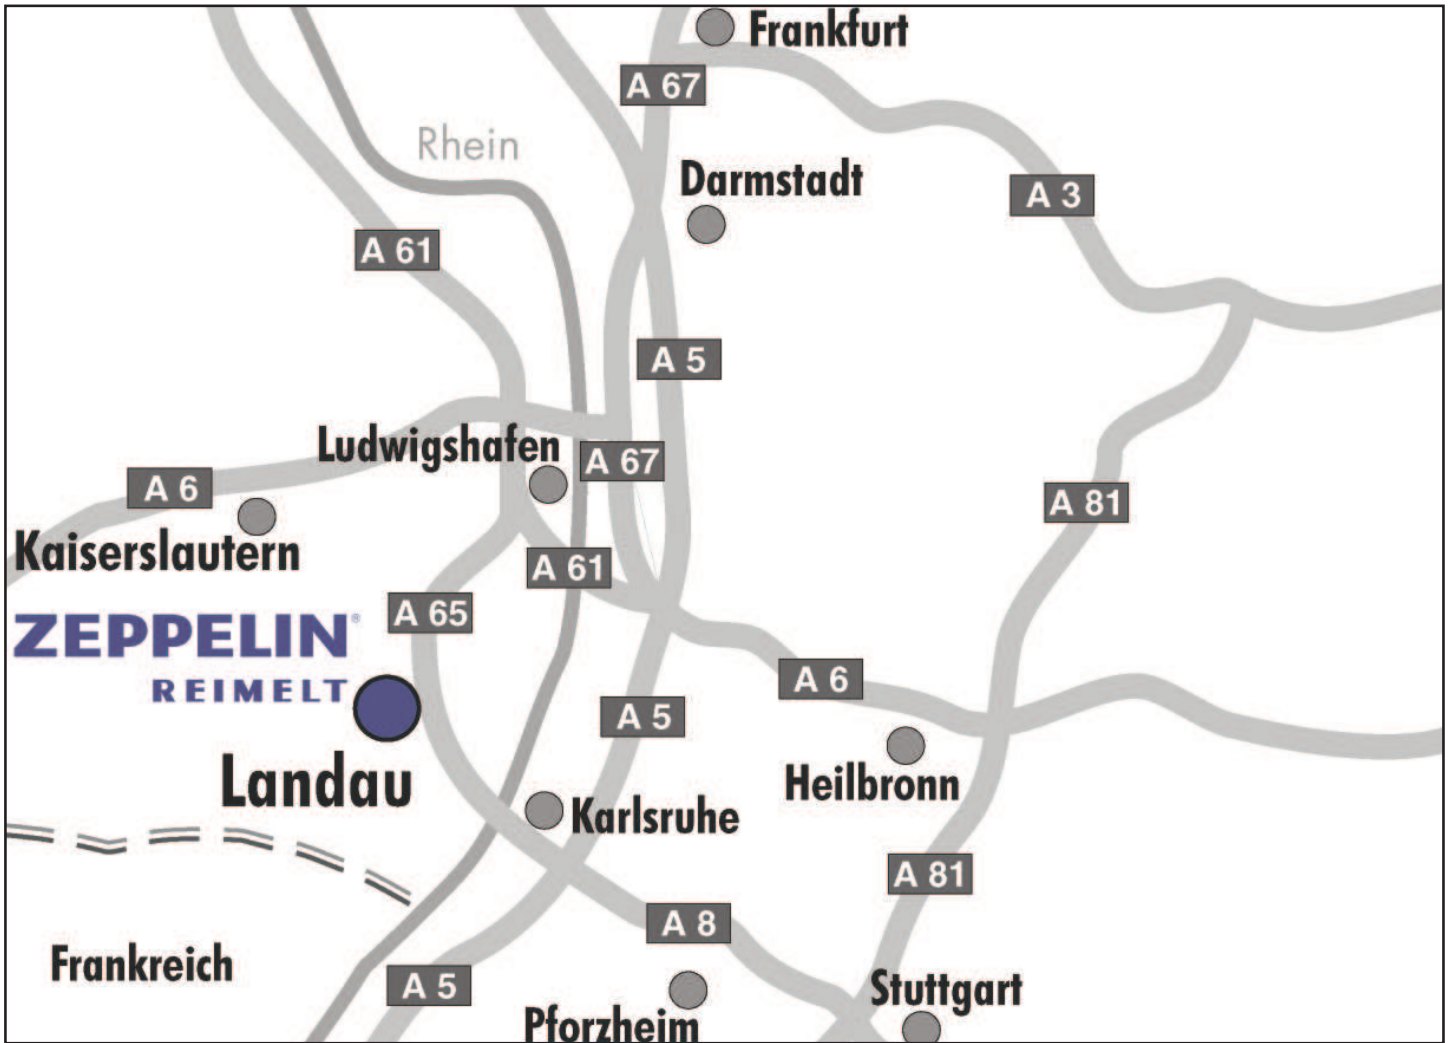 Frankfurt
A 67
Rhein
Darmstadt
A 3
A 61
A 5
Ludwigshafen
A 67
A 6
A 81
Kaiserslautern
A 61
A 65
ZEPPELIN®
REIMELT
A 6
A 5
Landau
Heilbronn
Karlsruhe
A 81
A 8
Frankreich
A 5
Stuttgart
Pforzheim